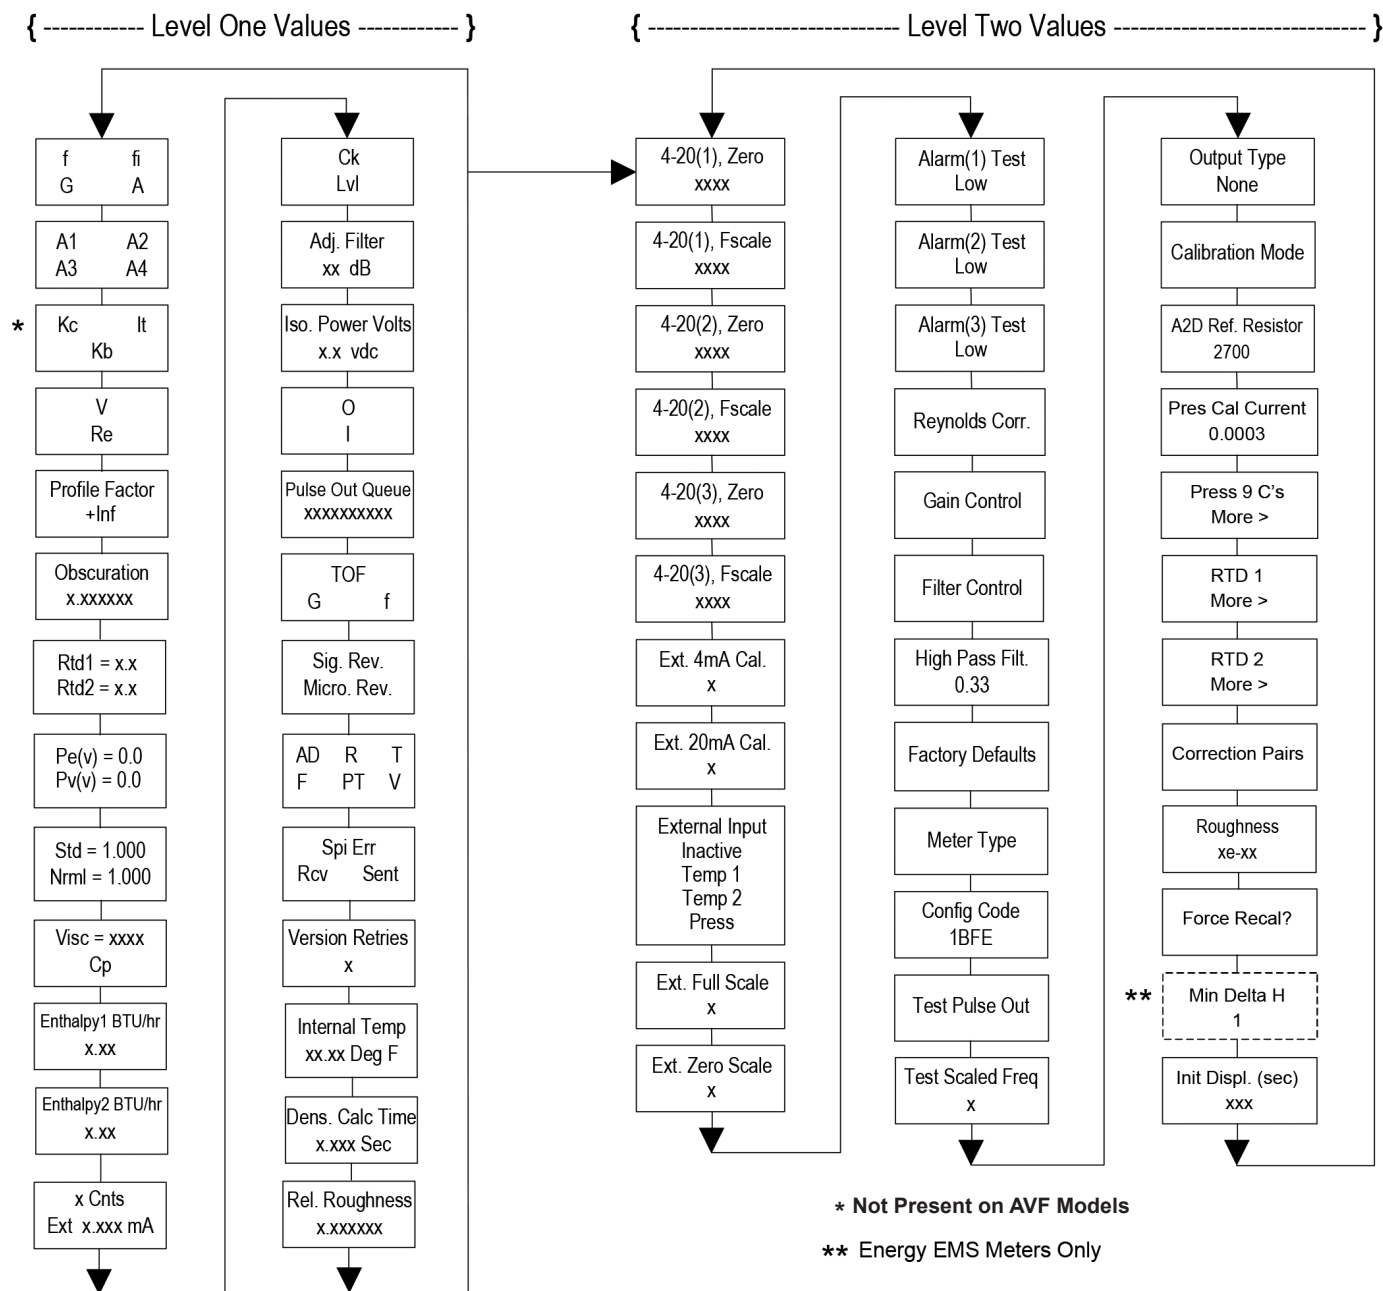 { ------------ Level One Values ------------ }
f fi
G A
A1 A2
A3 A4
* Kc It
Kb
V
Re
Profile Factor
+Inf
Obscuration
x.xxxxxx
Rtd1 = x.x
Rtd2 = x.x
Pe(v) = 0.0
Pv(v) = 0.0
Std = 1.000
Nrml = 1.000
Visc = xxxx
Cp
Enthalpy1 BTU/hr
x.xx
Enthalpy2 BTU/hr
x.xx
x Cnts
Ext x.xxx mA
Ck
Lvl
Adj. Filter
xx dB
Iso. Power Volts
x.x vdc
O
I
Pulse Out Queue
xxxxxxxxxx
TOF
G f
Sig. Rev.
Micro. Rev.
AD R T
F PT V
Spi Err
Rcv Sent
Version Retries
x
Internal Temp
xx.xx Deg F
Dens. Calc Time
x.xxx Sec
Rel. Roughness
x.xxxxxx
{ -------------------------- Level Two Values -------------------------- }
4-20(1), Zero
xxxx
4-20(1), Fscale
xxxx
4-20(2), Zero
xxxx
4-20(2), Fscale
xxxx
4-20(3), Zero
xxxx
4-20(3), Fscale
xxxx
Ext. 4mA Cal.
x
Ext. 20mA Cal.
x
External Input
Inactive
Temp 1
Temp 2
Press
Ext. Full Scale
x
Ext. Zero Scale
x
Alarm(1) Test
Low
Alarm(2) Test
Low
Alarm(3) Test
Low
Reynolds Corr.
Gain Control
Filter Control
High Pass Filt.
0.33
Factory Defaults
Meter Type
Config Code
1BFE
Test Pulse Out
Test Scaled Freq
x
Output Type
None
Calibration Mode
A2D Ref. Resistor
2700
Pres Cal Current
0.0003
Press 9 C's
More >
RTD 1
More >
RTD 2
More >
Correction Pairs
Roughness
xe-xx
Force Recal?
** Min Delta H
1
Init Displ. (sec)
xxx
* Not Present on AVF Models
** Energy EMS Meters Only